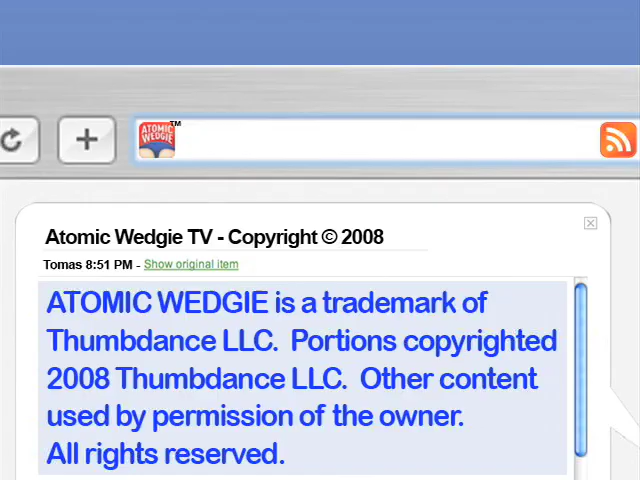 ATOMIC
WEDGIE
TM
Atomic Wedgie TV - Copyright © 2008
Tomas 8:51 PM - Show original item
ATOMIC WEDGIE is a trademark of
Thumbdance LLC.  Portions copyrighted
2008 Thumbdance LLC.  Other content
used by permission of the owner.
All rights reserved.